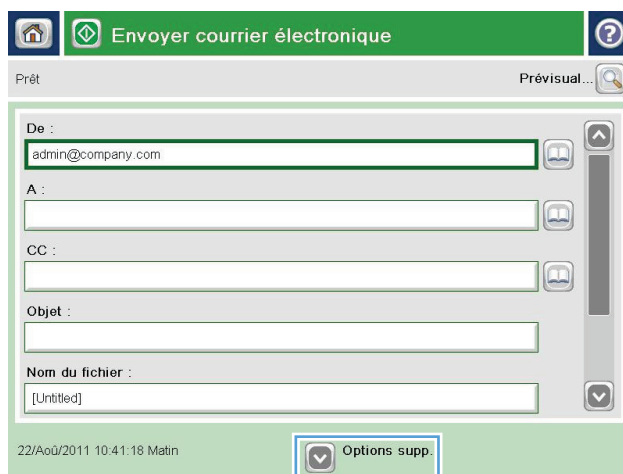 Envoyer courrier électronique
?
Prêt
Prévisual...
De :
admin@company.com
A :
CC :
Objet :
Nom du fichier :
[Untitled]
22/Aoû/2011 10:41:18 Matin
Options supp.